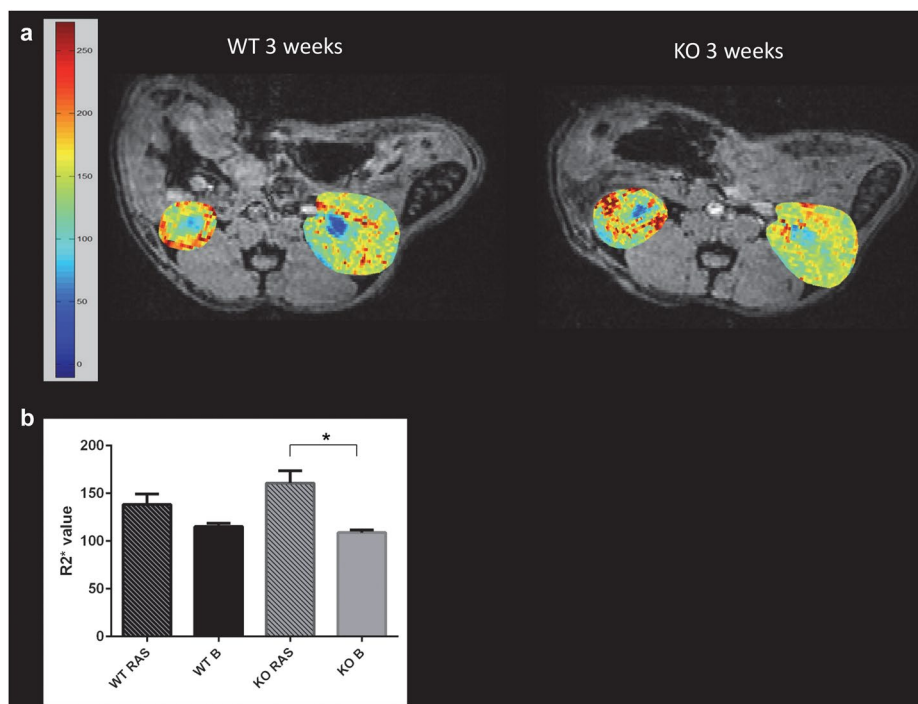 a
WT 3 weeks
KO 3 weeks
250
200
150
100
50
0
b
*
200
150
100
50
0
R2* value
WT RAS
WT B
KO RAS
KO B